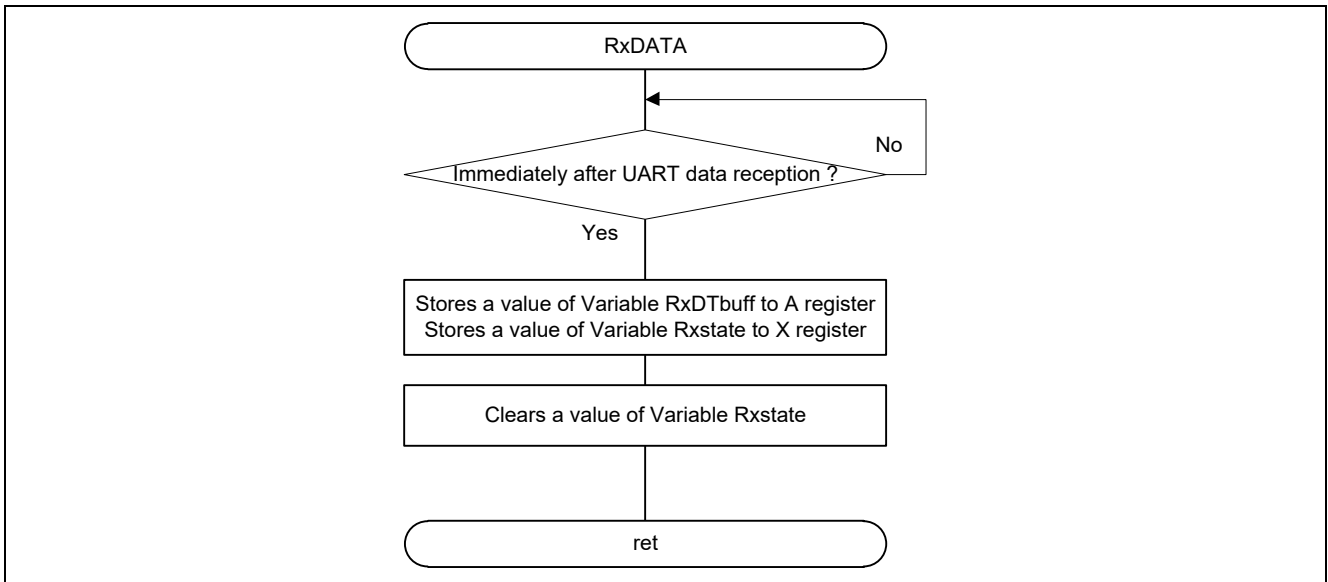 RxDATA
No
Immediately after UART data reception ?
Yes
Stores a value of Variable RxDTbuff to A register
Stores a value of Variable Rxstate to X register
Clears a value of Variable Rxstate
ret